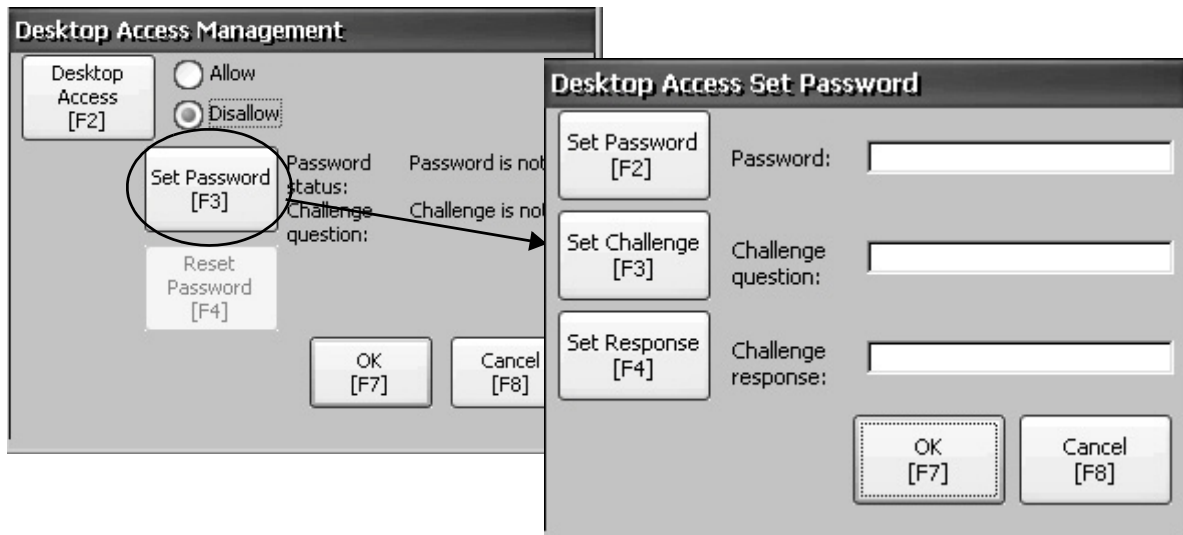 Desktop Access Management
Desktop
Access
[F2]
Allow
Disallow
Set Password
[F3]
Password
status:
Password is not
Challenge
question:
Challenge is not
Reset
Password
[F4]
OK
[F7]
Cancel
[F8]
Desktop Access Set Password
Set Password
[F2]
Password:
Set Challenge
[F3]
Challenge
question:
Set Response
[F4]
Challenge
response:
OK
[F7]
Cancel
[F8]